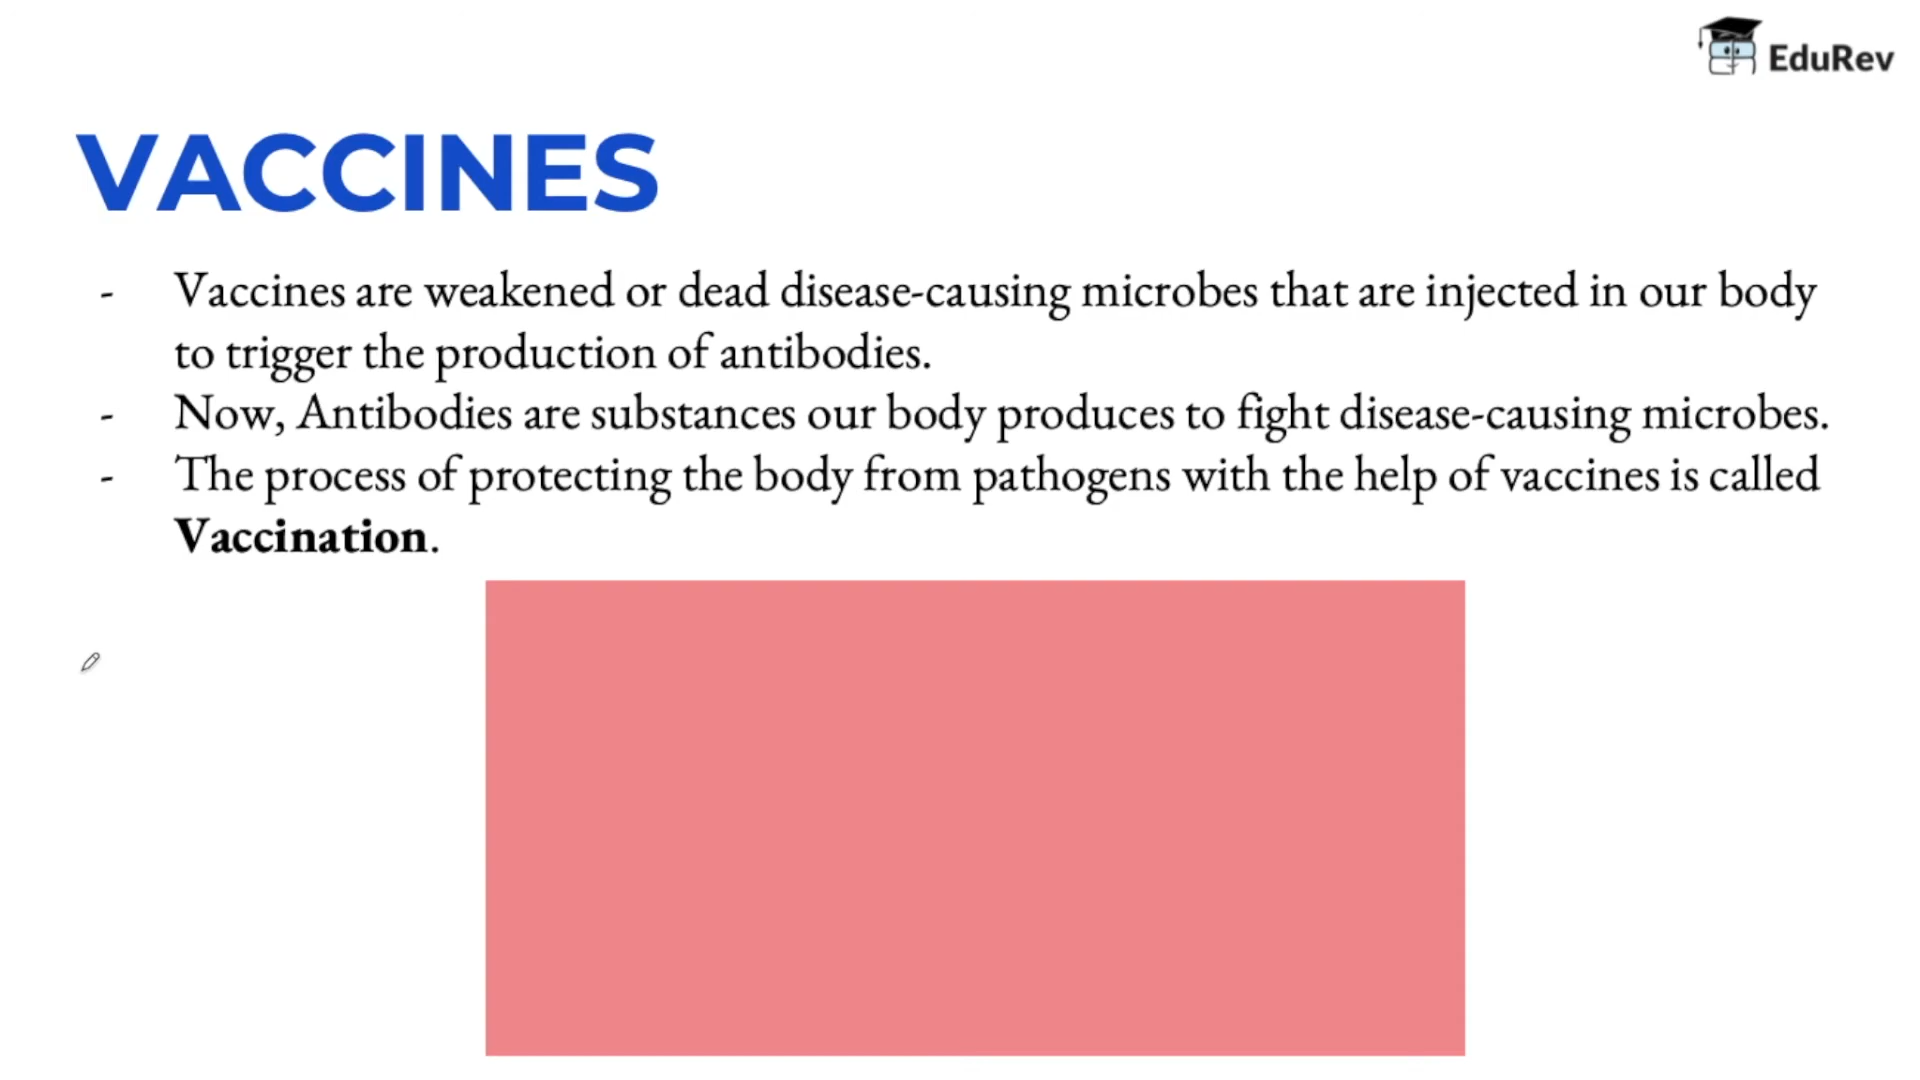 EduRev
VACCINES
- Vaccines are weakened or dead disease-causing microbes that are injected in our body
to trigger the production of antibodies.
- Now, Antibodies are substances our body produces to fight disease-causing microbes.
- The process of protecting the body from pathogens with the help of vaccines is called
Vaccination.